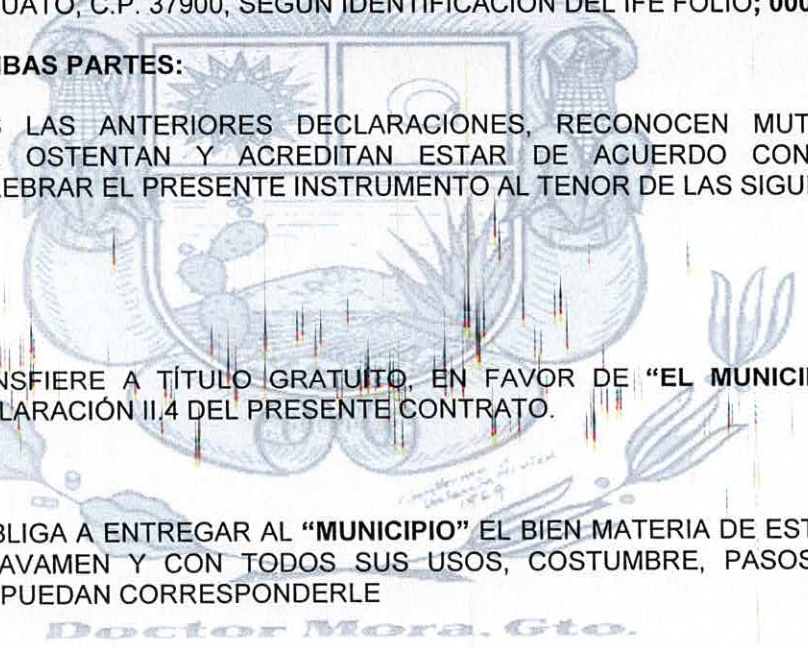 UATO, C.P. 37900, SEGÚN IDENTIFICACIÓN DEL IFE FOLIO; 000
BAS PARTES:
LAS ANTERIORES DECLARACIONES, RECONOCEN MUT
OSTENTAN Y ACREDITAN ESTAR DE ACUERDO CON
EBRAR EL PRESENTE INSTRUMENTO AL TENOR DE LAS SIGUI
NSFIERE A TÍTULO GRATUÍTO, EN FAVOR DE “EL MUNICI
LARACIÓN II.4 DEL PRESENTE CONTRATO.
BLIGA A ENTREGAR AL “MUNICIPIO” EL BIEN MATERIA DE EST
AVAMEN Y CON TODOS SUS USOS, COSTUMBRE, PASOS
PUEDAN CORRESPONDERLE
Doctor Mora, Gto.